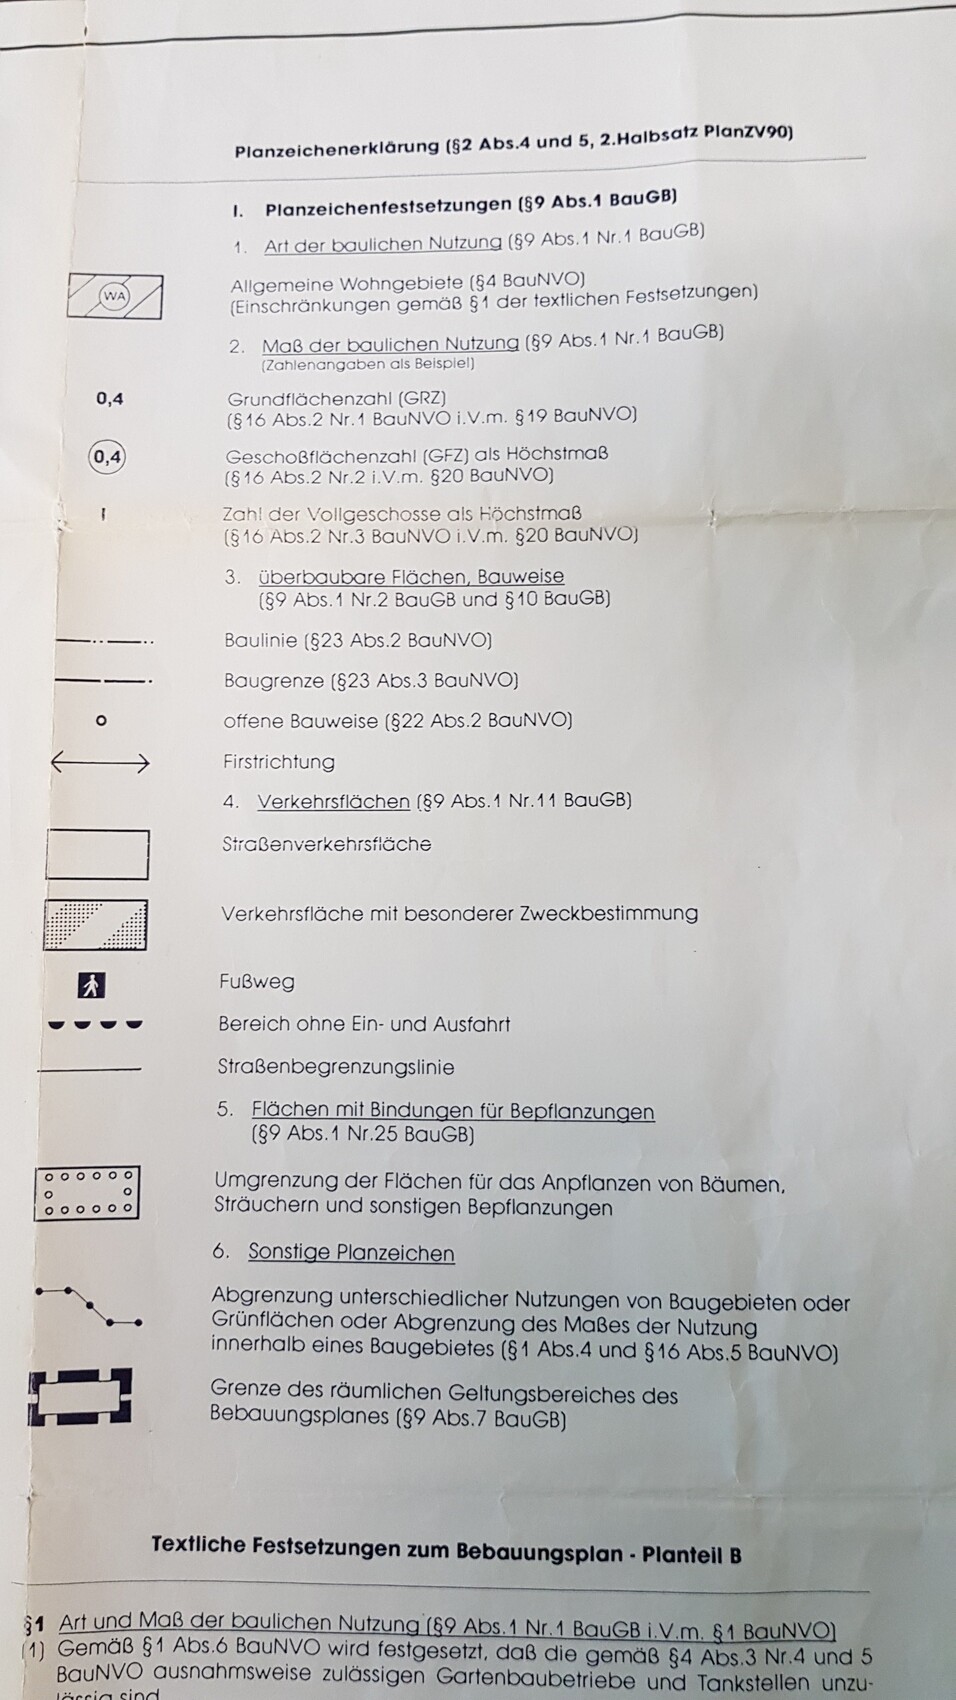 Planzeichenerklärung (§2 Abs.4 und 5, 2.Halbsatz PlanZV90)
I. Planzeichenfestsetzungen (§9 Abs.1 BauGB)
1. Art der baulichen Nutzung (§9 Abs.1 Nr.1 BauGB)
WA Allgemeine Wohngebiete (§4 BauNVO)
(Einschränkungen gemäß §1 der textlichen Festsetzungen)
2. Maß der baulichen Nutzung (§9 Abs.1 Nr.1 BauGB)
(Zahlenangaben als Beispiel)
0,4 Grundflächenzahl (GRZ)
(§16 Abs.2 Nr.1 BauNVO i.V.m. §19 BauNVO)
0,4 Geschoßflächenzahl (GFZ) als Höchstmaß
(§16 Abs.2 Nr.2 i.V.m. §20 BauNVO)
I Zahl der Vollgeschosse als Höchstmaß
(§16 Abs.2 Nr.3 BauNVO i.V.m. §20 BauNVO)
3. überbaubare Flächen, Bauweise
(§9 Abs.1 Nr.2 BauGB und §10 BauGB)
Baulinie (§23 Abs.2 BauNVO)
Baugrenze (§23 Abs.3 BauNVO)
o offene Bauweise (§22 Abs.2 BauNVO)
Firstrichtung
4. Verkehrsflächen (§9 Abs.1 Nr.11 BauGB)
Straßenverkehrsfläche
Verkehrsfläche mit besonderer Zweckbestimmung
Fußweg
Bereich ohne Ein- und Ausfahrt
Straßenbegrenzungslinie
5. Flächen mit Bindungen für Bepflanzungen
(§9 Abs.1 Nr.25 BauGB)
Umgrenzung der Flächen für das Anpflanzen von Bäumen,
Sträuchern und sonstigen Bepflanzungen
6. Sonstige Planzeichen
Abgrenzung unterschiedlicher Nutzungen von Baugebieten oder
Grünflächen oder Abgrenzung des Maßes der Nutzung
innerhalb eines Baugebietes (§1 Abs.4 und §16 Abs.5 BauNVO)
Grenze des räumlichen Geltungsbereiches des
Bebauungsplanes (§9 Abs.7 BauGB)
Textliche Festsetzungen zum Bebauungsplan - Planteil B
§1 Art und Maß der baulichen Nutzung (§9 Abs.1 Nr.1 BauGB i.V.m. §1 BauNVO)
(1) Gemäß §1 Abs.6 BauNVO wird festgesetzt, daß die gemäß §4 Abs.3 Nr.4 und 5
BauNVO ausnahmsweise zulässigen Gartenbaubetriebe und Tankstellen unzu-
lässig sind